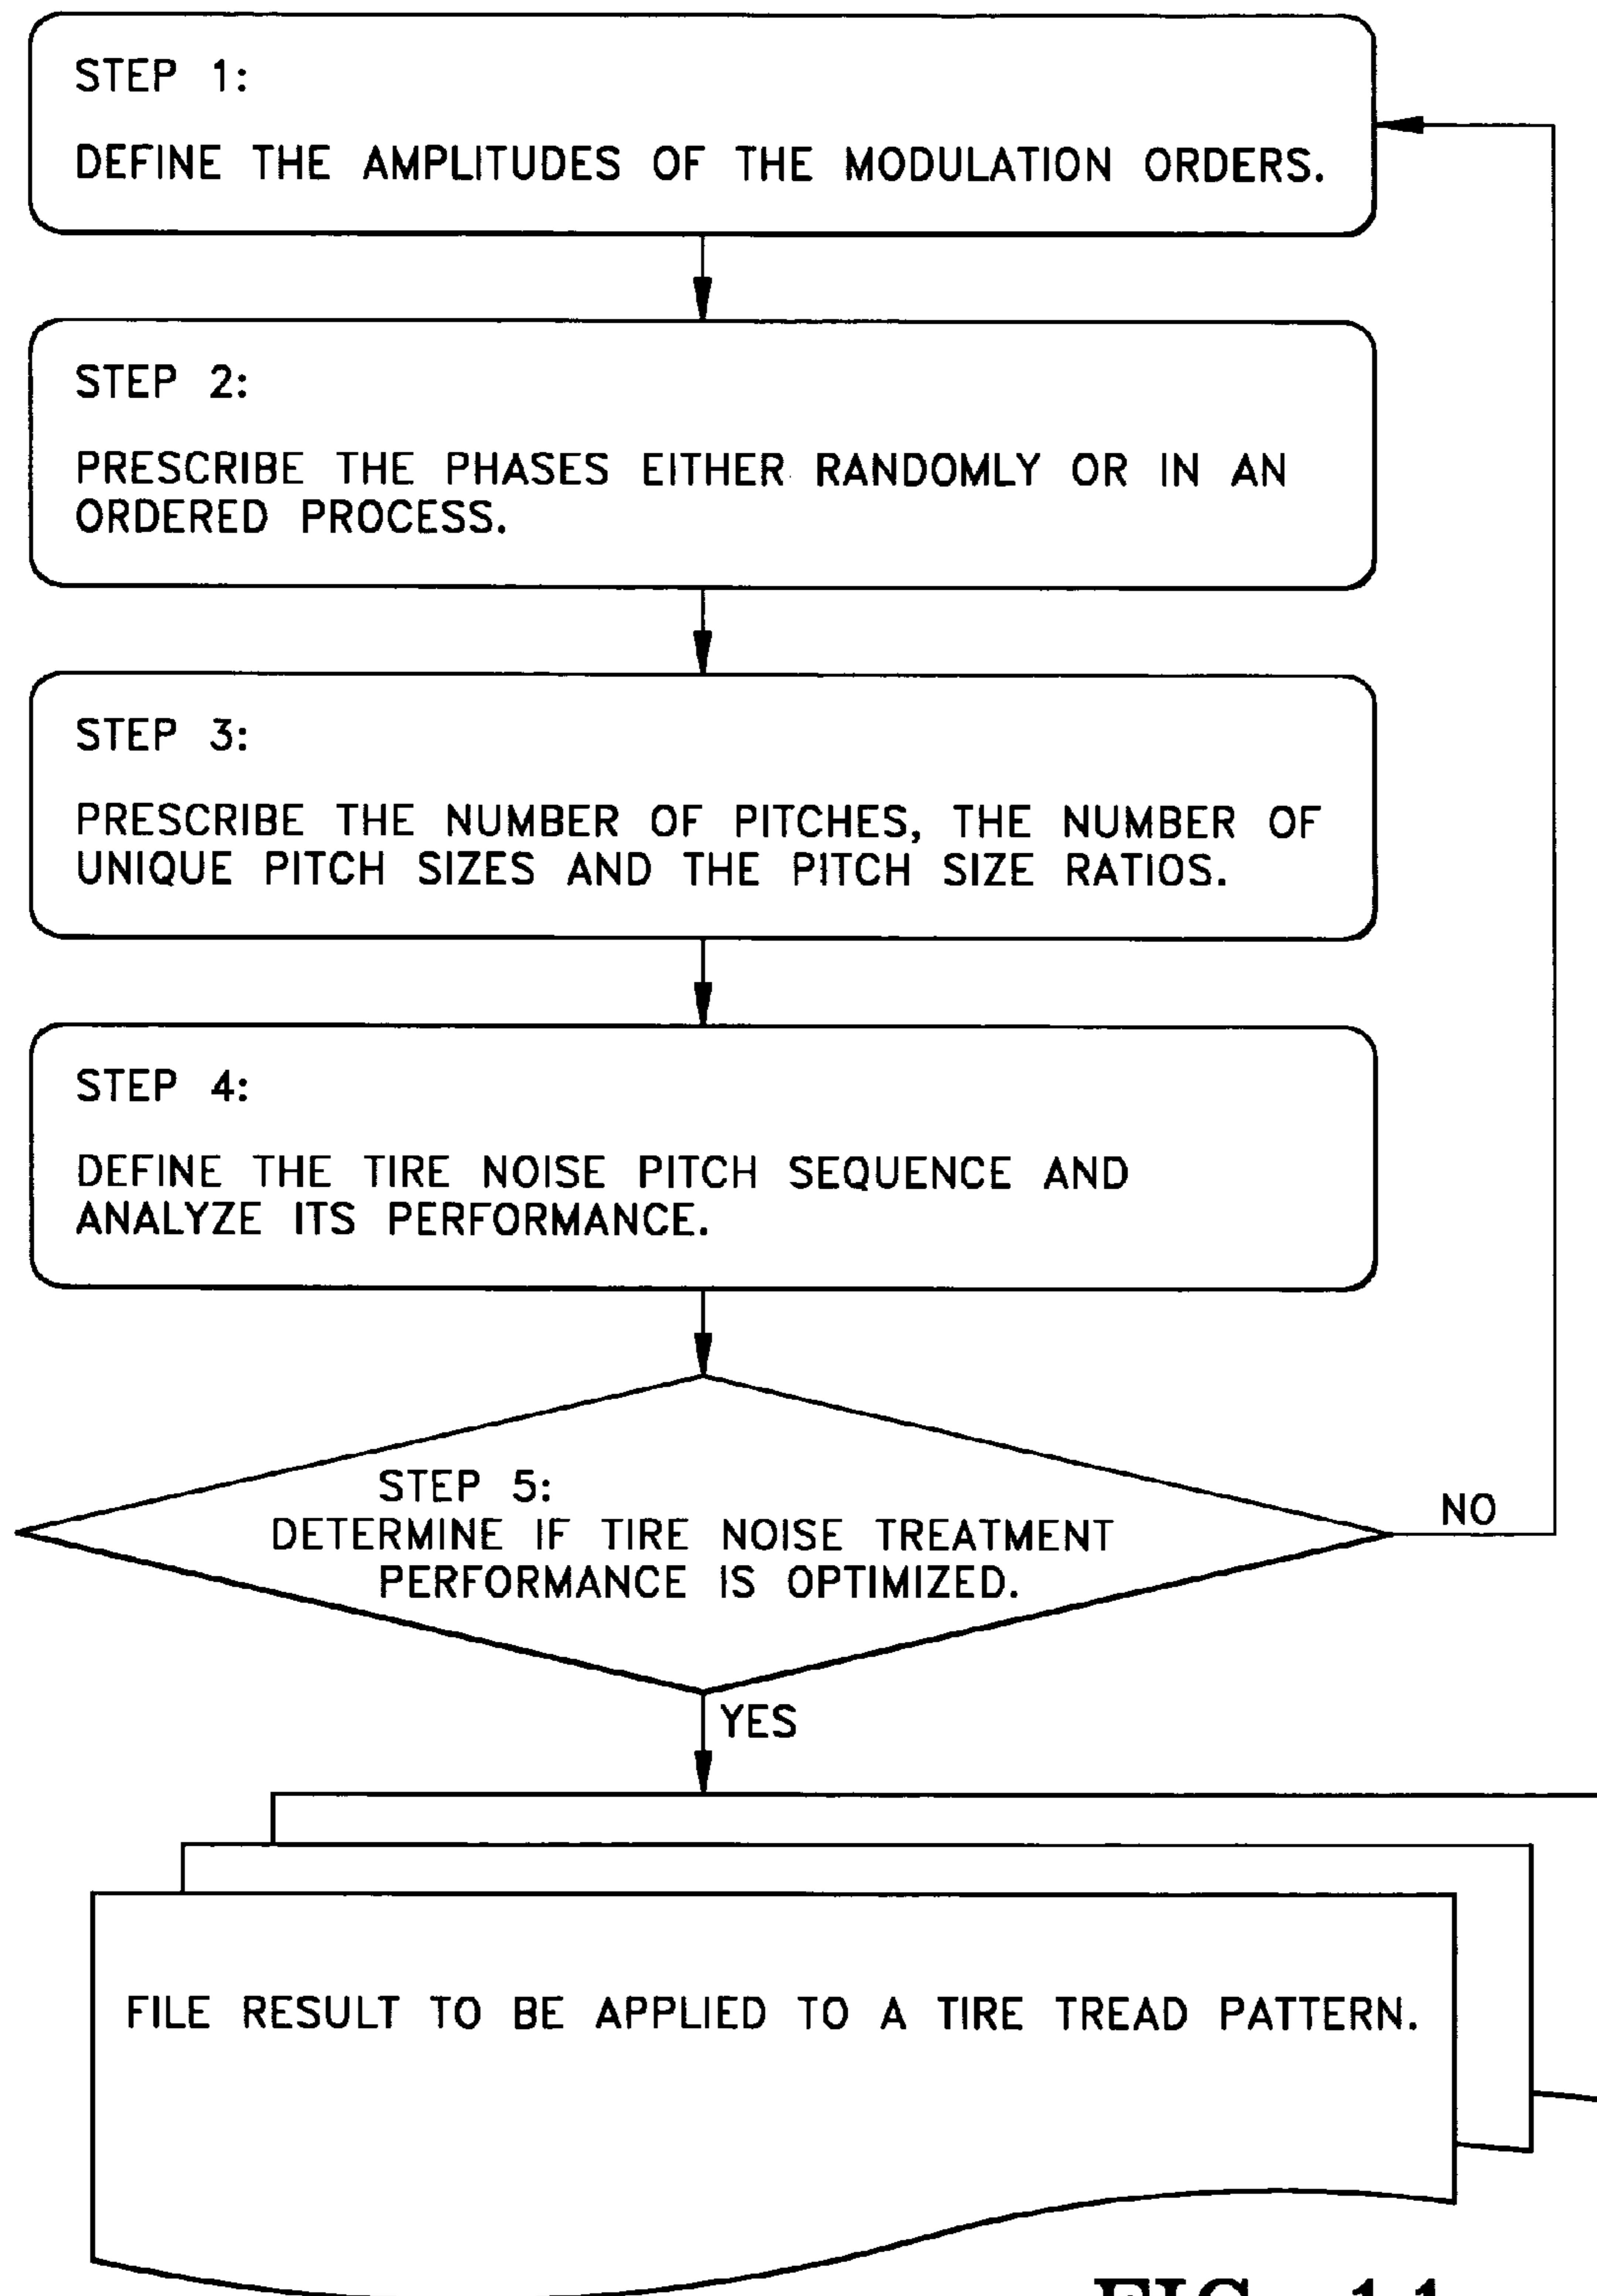 STEP 1:
DEFINE THE AMPLITUDES OF THE MODULATION ORDERS.
STEP 2:
PRESCRIBE THE PHASES EITHER RANDOMLY OR IN AN
ORDERED PROCESS.
STEP 3:
PRESCRIBE THE NUMBER OF PITCHES, THE NUMBER OF
UNIQUE PITCH SIZES AND THE PITCH SIZE RATIOS.
STEP 4:
DEFINE THE TIRE NOISE PITCH SEQUENCE AND
ANALYZE ITS PERFORMANCE.
STEP 5:
DETERMINE IF TIRE NOISE TREATMENT
PERFORMANCE IS OPTIMIZED.
NO
YES
FILE RESULT TO BE APPLIED TO A TIRE TREAD PATTERN.
FIG. 11